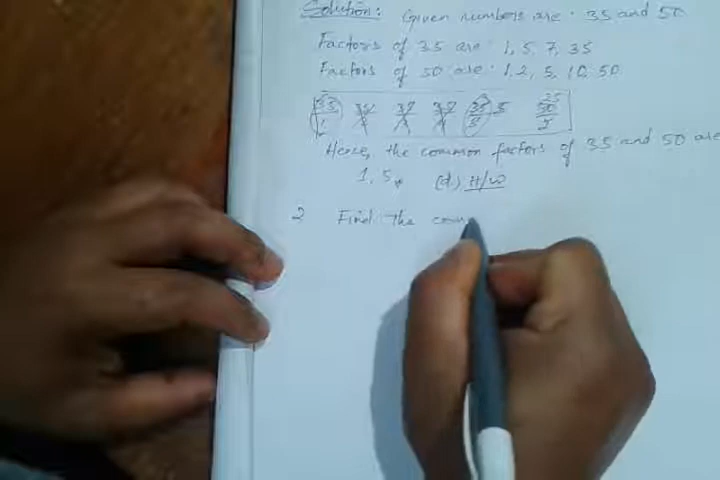 Solution: Given numbers are: 35 and 50
Factors of 35 are: 1, 5, 7, 35
Factors of 50 are: 1, 2, 5, 10, 50
Hence, the common factors of 35 and 50 are
1, 5. (d.) H/W
2 Find the com